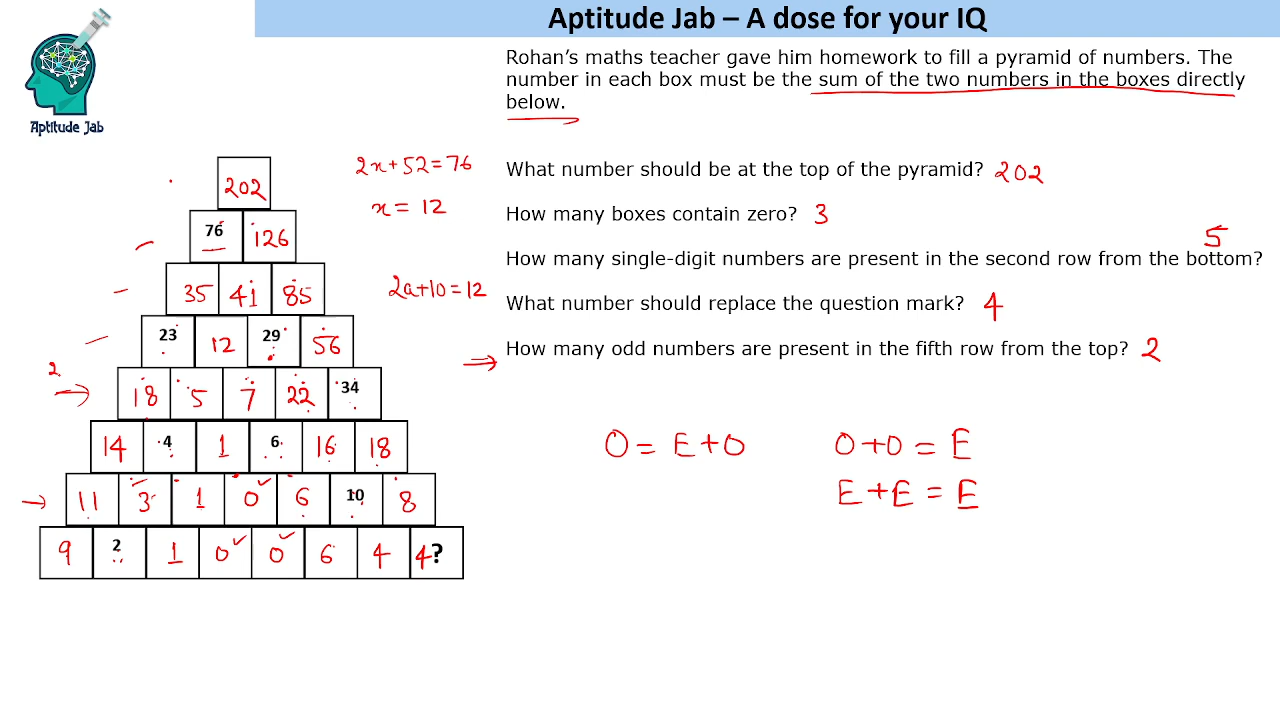 Aptitude Jab – A dose for your IQ
Aptitude Jab
Rohan's maths teacher gave him homework to fill a pyramid of numbers. The
number in each box must be the sum of the two numbers in the boxes directly
below.
What number should be at the top of the pyramid? 202
How many boxes contain zero? 3
How many single-digit numbers are present in the second row from the bottom? 5
What number should replace the question mark? 4
How many odd numbers are present in the fifth row from the top? 2
2x+52=76
x = 12
2a+10=12
202
76 126
35 41 85
23 12 29 56
2
18 5 7 22 34
14 4 1 6 16 18
11 3 1 0 6 10 8
9 2 1 0 0 6 4 4?
O = E+O
O+O = E
E+E = E